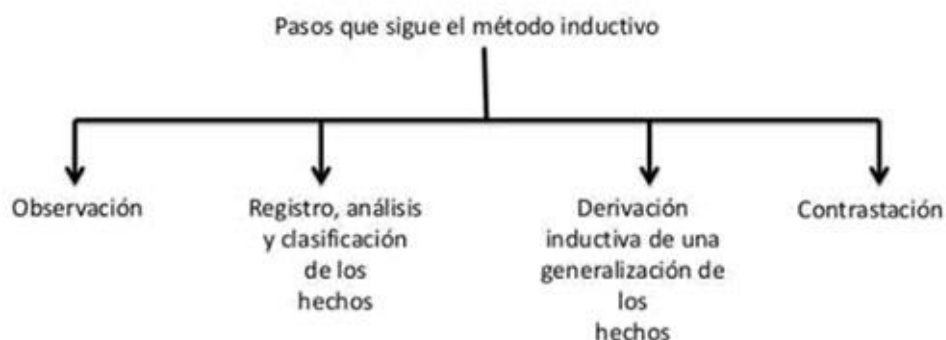 Pasos que sigue el método inductivo
Observación
Registro, análisis
y clasificación
de los
hechos
Derivación
inductiva de una
generalización de
los
hechos
Contrastación